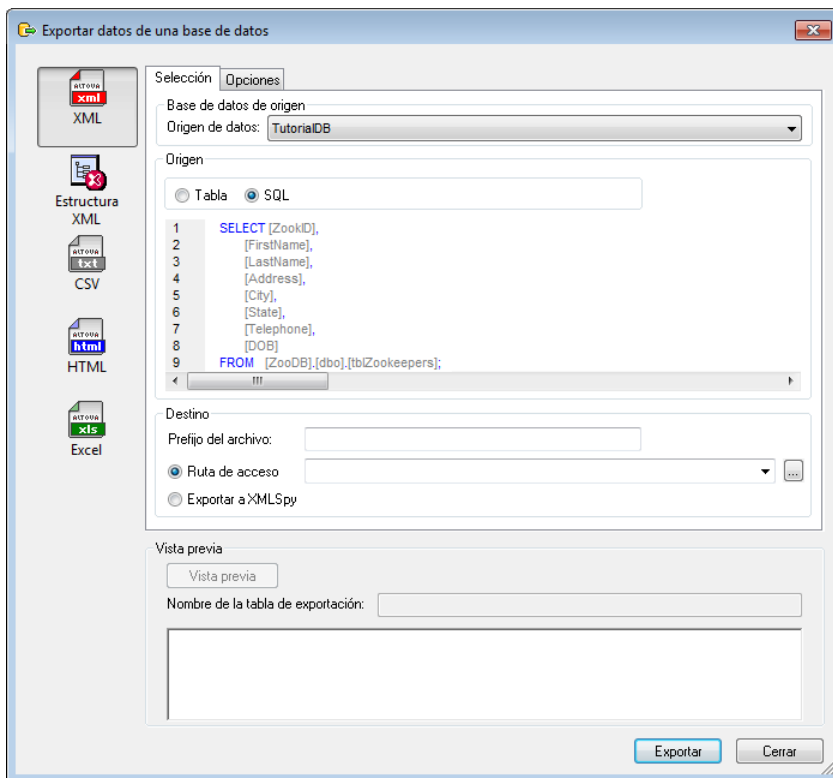 Exportar datos de una base de datos
ALTOVA
xml
XML
Estructura
XML
ALTOVA
txt
CSV
ALTOVA
html
HTML
ALTOVA
xls
Excel
Selección Opciones
Base de datos de origen
Origen de datos: TutorialDB
Origen
Tabla SQL
1 SELECT [ZookID],
2 [FirstName],
3 [LastName],
4 [Address],
5 [City],
6 [State],
7 [Telephone],
8 [DOB]
9 FROM [ZooDB].[dbo].[tblZookeepers];
Destino
Prefijo del archivo:
Ruta de acceso ...
Exportar a XMLSpy
Vista previa
Vista previa
Nombre de la tabla de exportación:
Exportar Cerrar